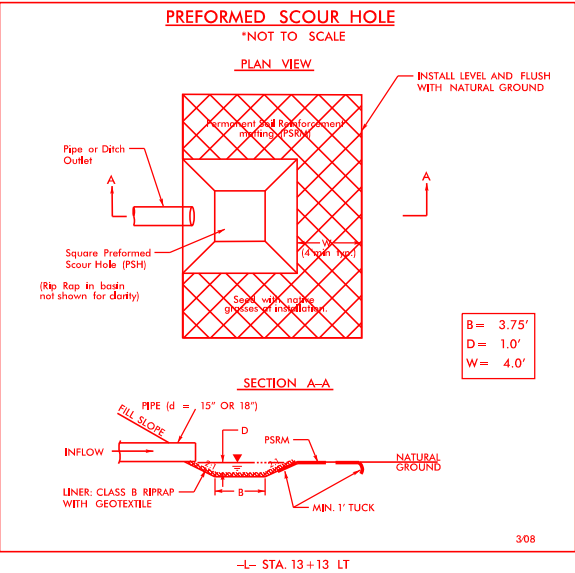 PREFORMED SCOUR HOLE
*NOT TO SCALE
PLAN VIEW
INSTALL LEVEL AND FLUSH
WITH NATURAL GROUND
Permanent Soil Reinforcement
matting. (PSRM)
Pipe or Ditch
Outlet
A
A
W
(4 min typ.)
Square Preformed
Scour Hole (PSH)
(Rip Rap in basin
not shown for clarity)
Seed with native
grasses at installation.
B= 3.75'
D= 1.0'
W= 4.0'
SECTION A-A
PIPE (d = 15" OR 18")
FILL SLOPE
D
PSRM
INFLOW
NATURAL
GROUND
2:1
2:1
LINER: CLASS B RIPRAP
WITH GEOTEXTILE
B
MIN. 1' TUCK
3/08
-L- STA. 13+13 LT